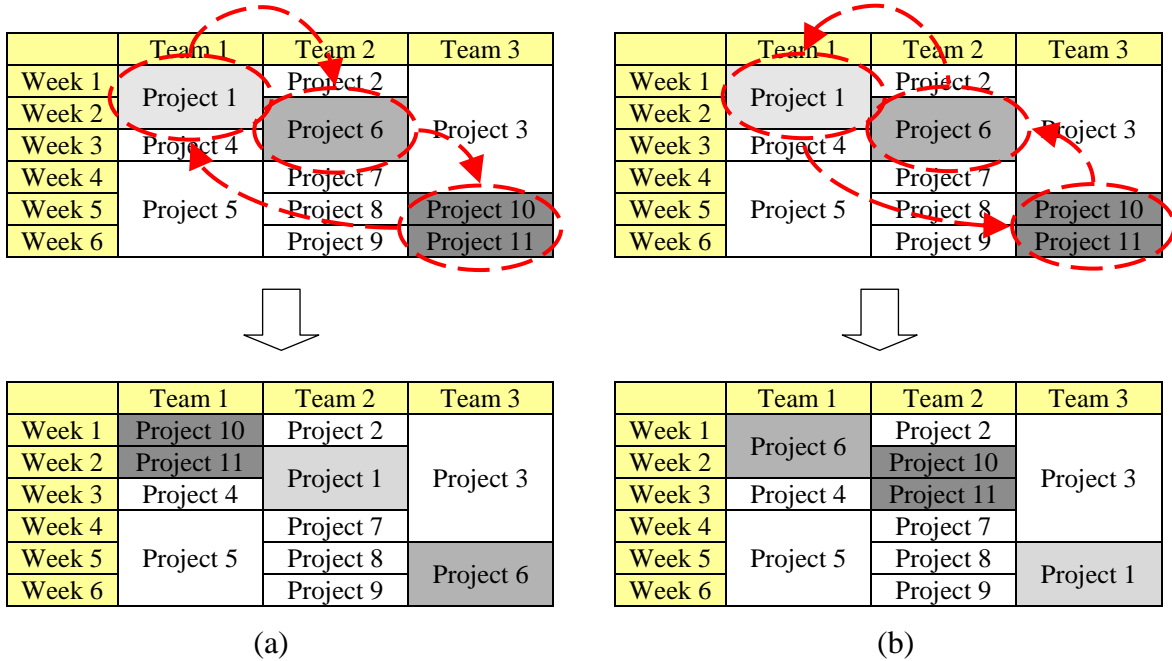 Team 1 Team 2 Team 3
Week 1 Project 1 Project 2 Project 3
Week 2 Project 6
Week 3 Project 4
Week 4 Project 5 Project 7
Week 5 Project 8 Project 10
Week 6 Project 9 Project 11
Team 1 Team 2 Team 3
Week 1 Project 10 Project 2 Project 3
Week 2 Project 11 Project 1
Week 3 Project 4
Week 4 Project 5 Project 7
Week 5 Project 8 Project 6
Week 6 Project 9
(a)
Team 1 Team 2 Team 3
Week 1 Project 1 Project 2 Project 3
Week 2 Project 6
Week 3 Project 4
Week 4 Project 5 Project 7
Week 5 Project 8 Project 10
Week 6 Project 9 Project 11
Team 1 Team 2 Team 3
Week 1 Project 6 Project 2 Project 3
Week 2 Project 10
Week 3 Project 4 Project 11
Week 4 Project 5 Project 7
Week 5 Project 8 Project 1
Week 6 Project 9
(b)